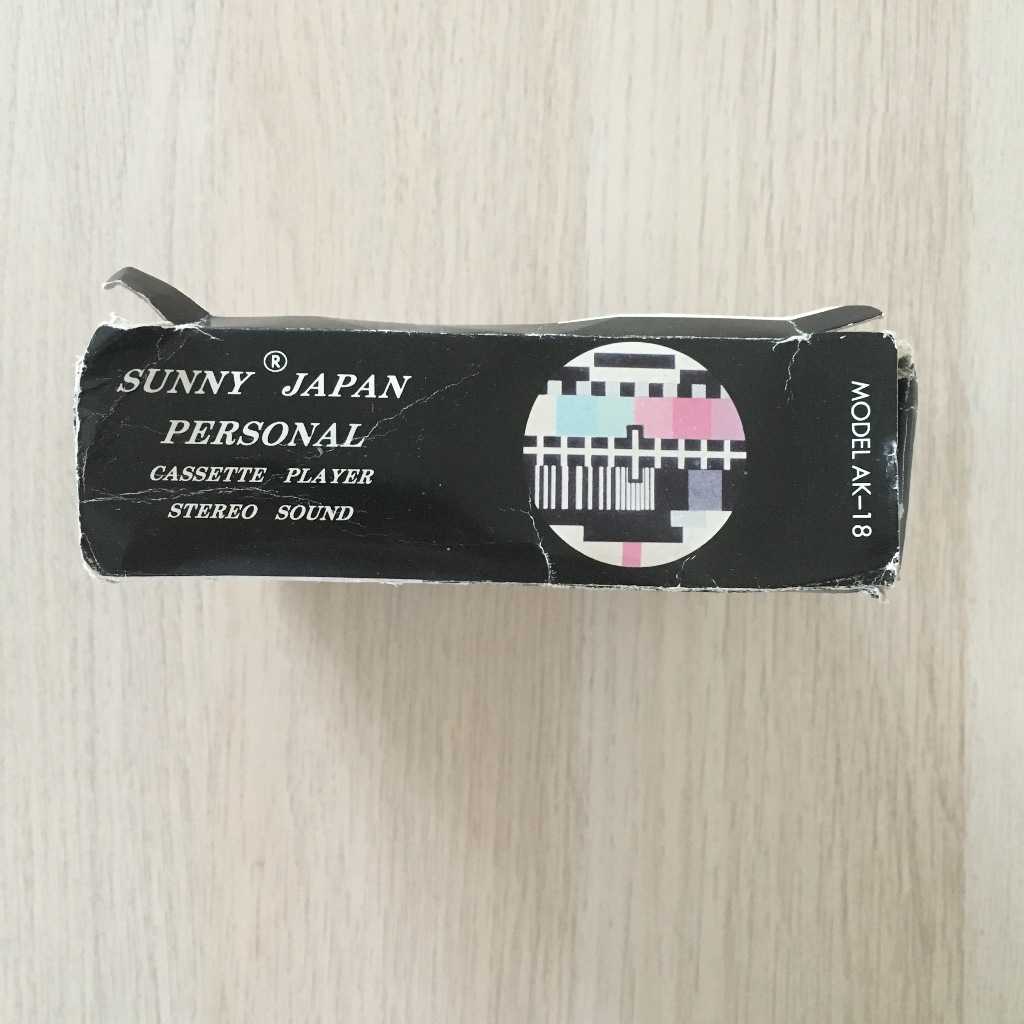 SUNNY ® JAPAN
PERSONAL
CASSETTE PLAYER
STEREO SOUND
MODEL AK-18